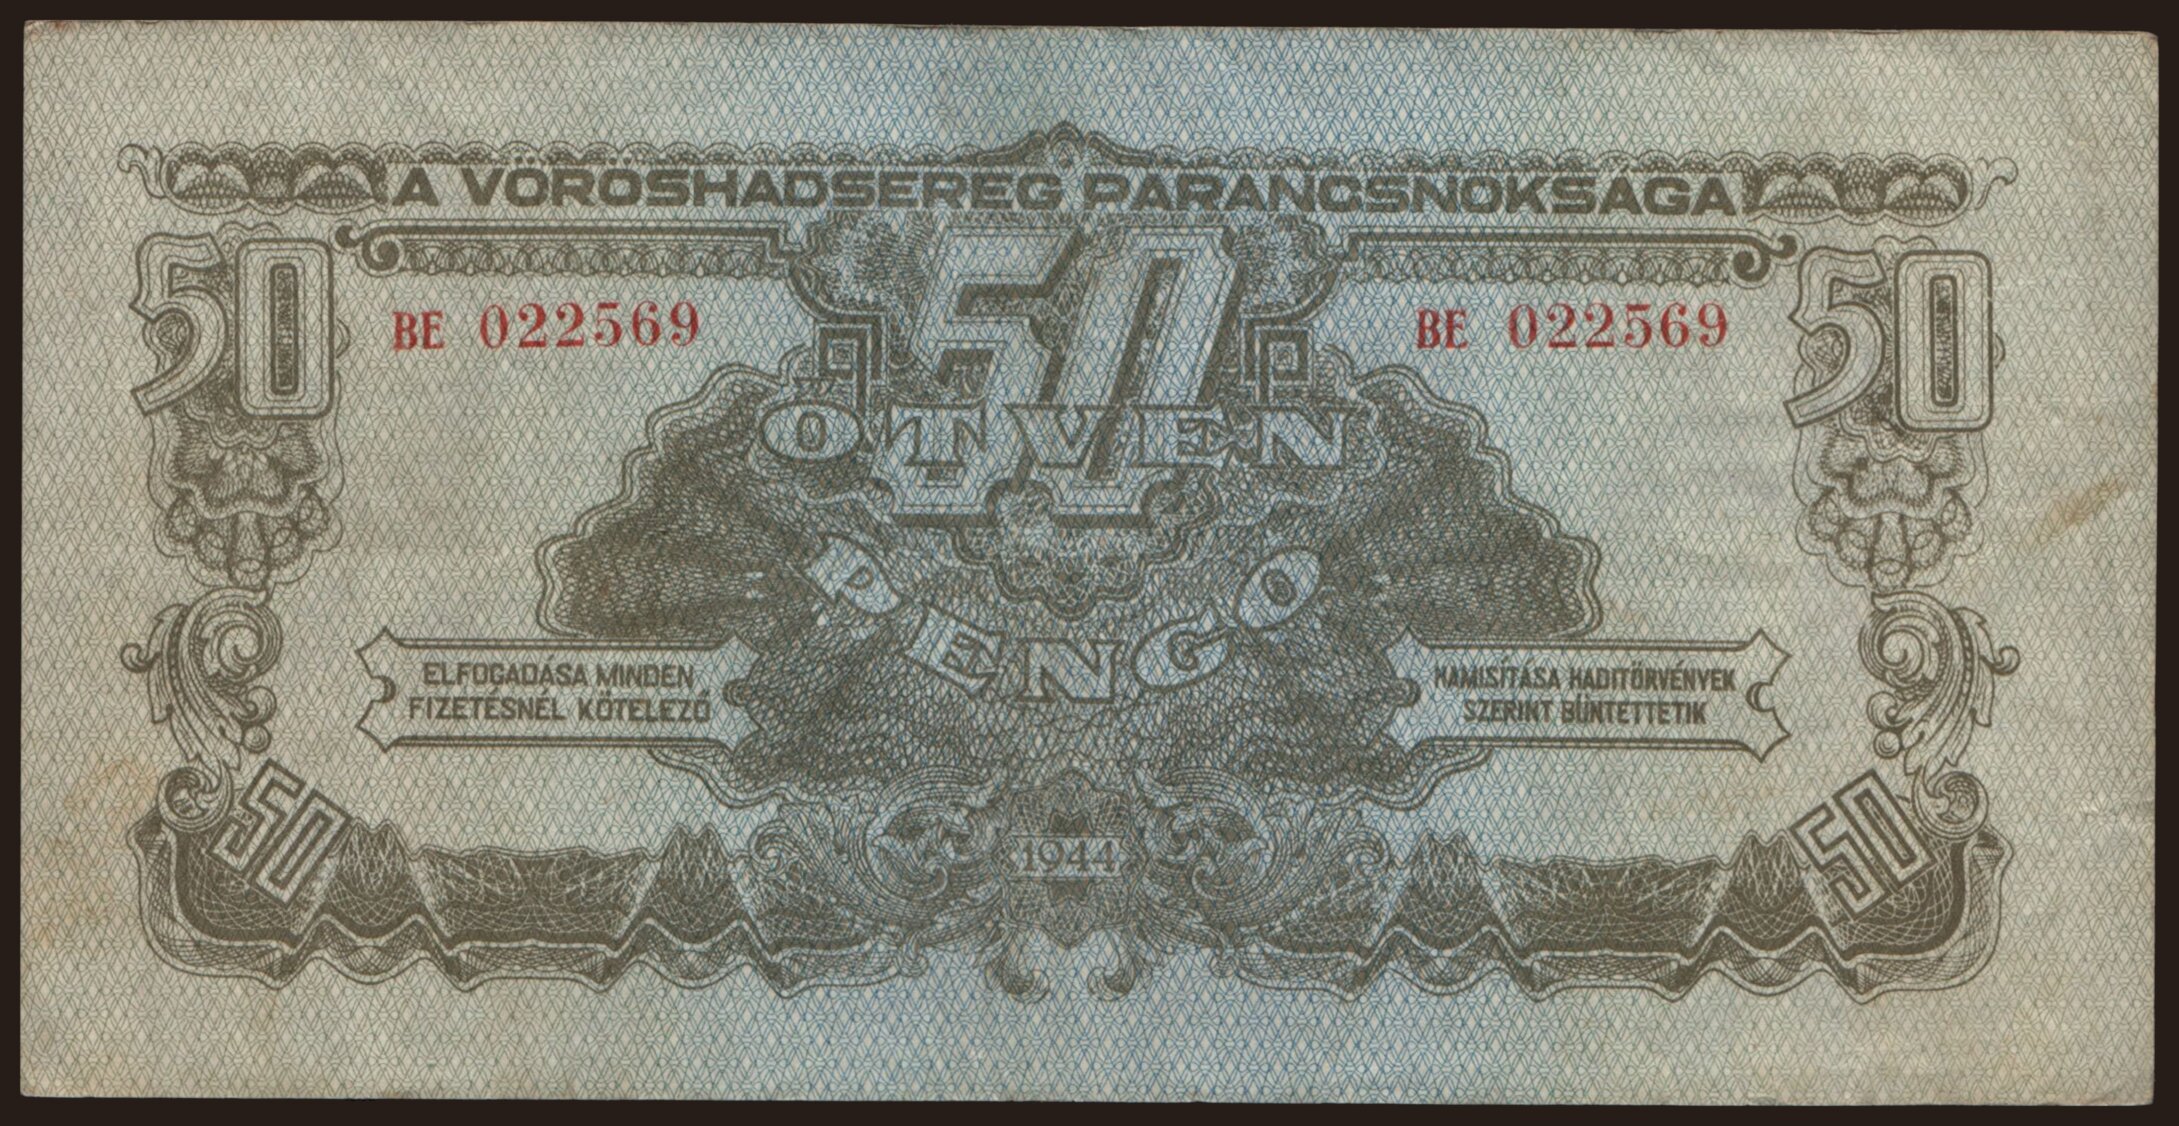 A VÖRÖSHADSEREG PARANCSNOKSÁGA
50 50 50
BE 022569 BE 022569
ÖTVEN
PENGŐ
ELFOGADÁSA MINDEN
FIZETÉSNÉL KÖTELEZŐ
HAMISÍTÁSA HADITÖRVÉNYEK
SZERINT BÜNTETTETIK
50 50
1944